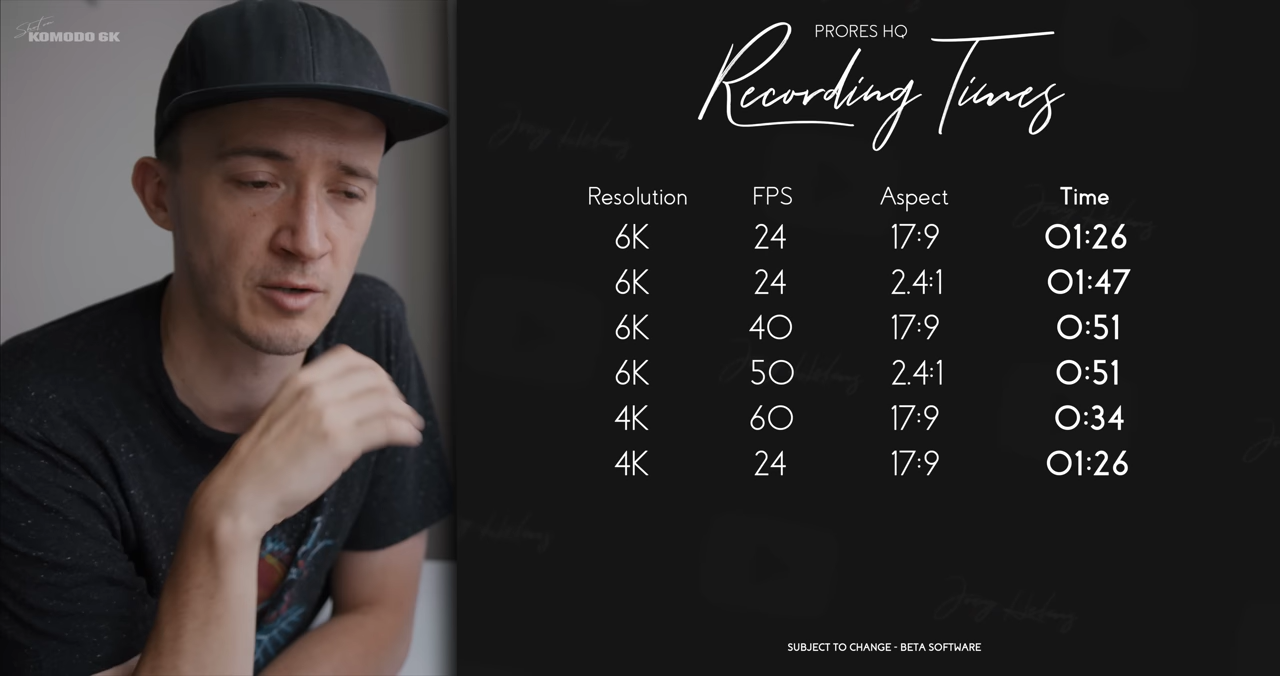 Shot on
KOMODO 6K
PRORES HQ
Recording Times
Resolution FPS Aspect Time
6K 24 17:9 01:26
6K 24 2.4:1 01:47
6K 40 17:9 0:51
6K 50 2.4:1 0:51
4K 60 17:9 0:34
4K 24 17:9 01:26
SUBJECT TO CHANGE - BETA SOFTWARE